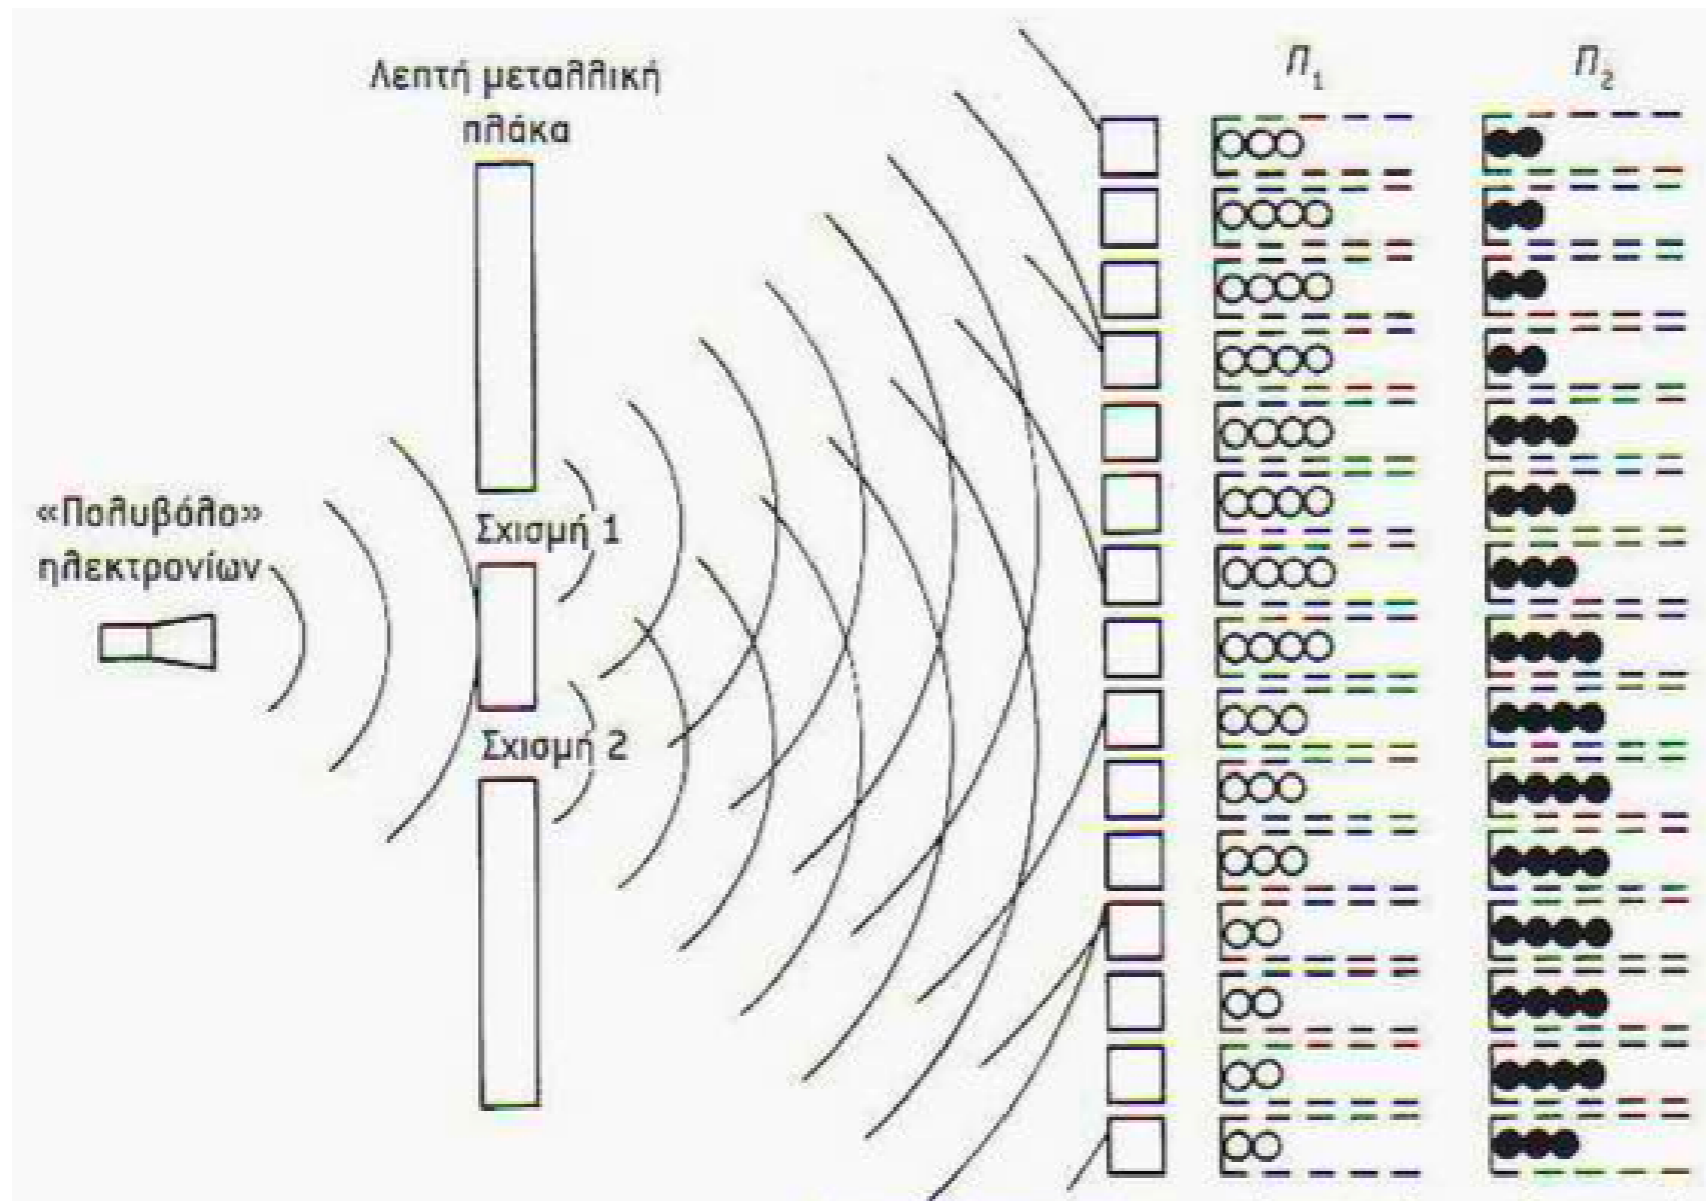 Λεπτή μεταλλική
πλάκα
Π₁
Π₂
«Πολυβόλο»
ηλεκτρονίων
Σχισμή 1
Σχισμή 2